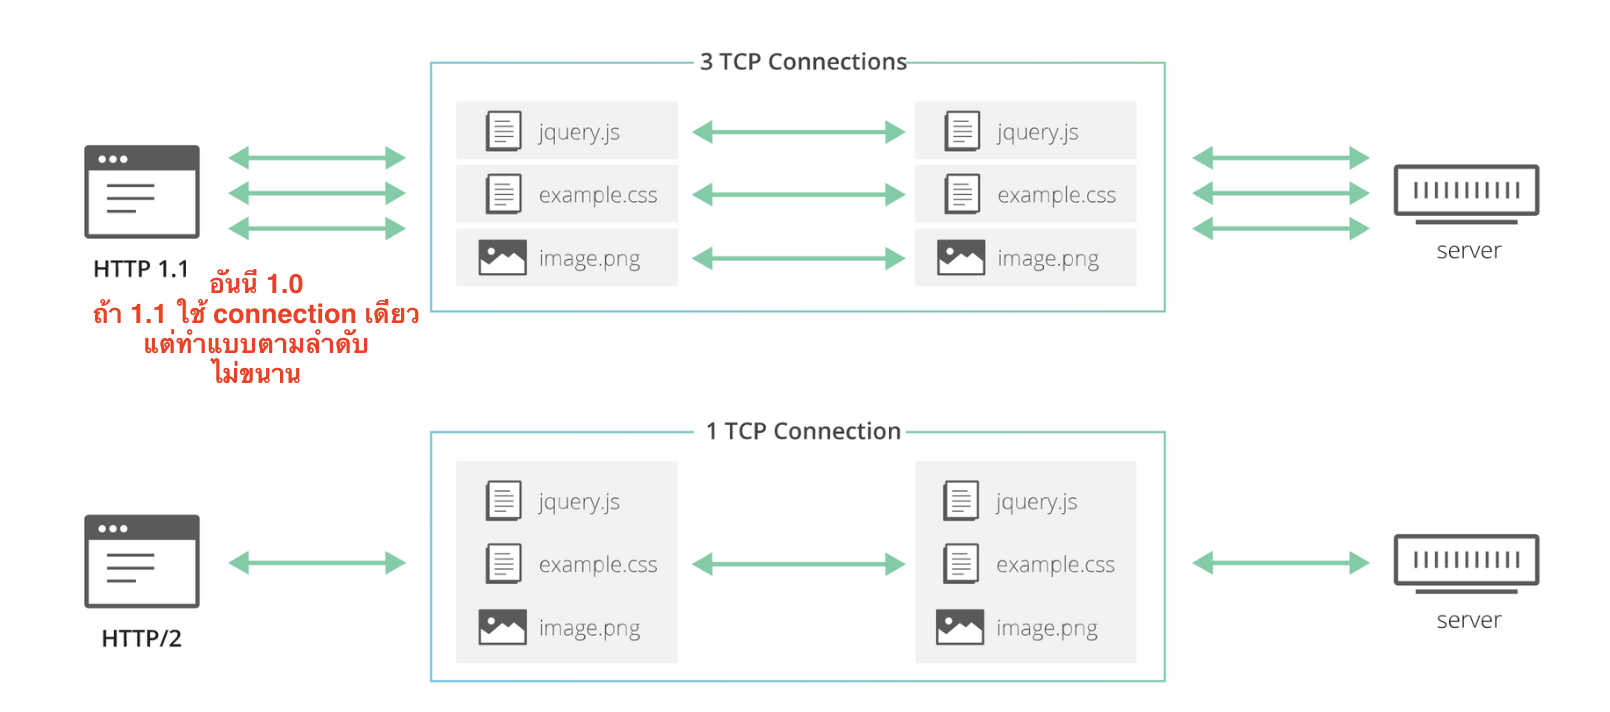 3 TCP Connections
jquery.js
jquery.js
example.css
example.css
image.png
image.png
HTTP 1.1
server
อันนี 1.0
ถ้า 1.1 ใช้ connection เดียว
แต่ทำแบบตามลำดับ
ไม่ขนาน
1 TCP Connection
jquery.js
jquery.js
example.css
example.css
image.png
image.png
HTTP/2
server